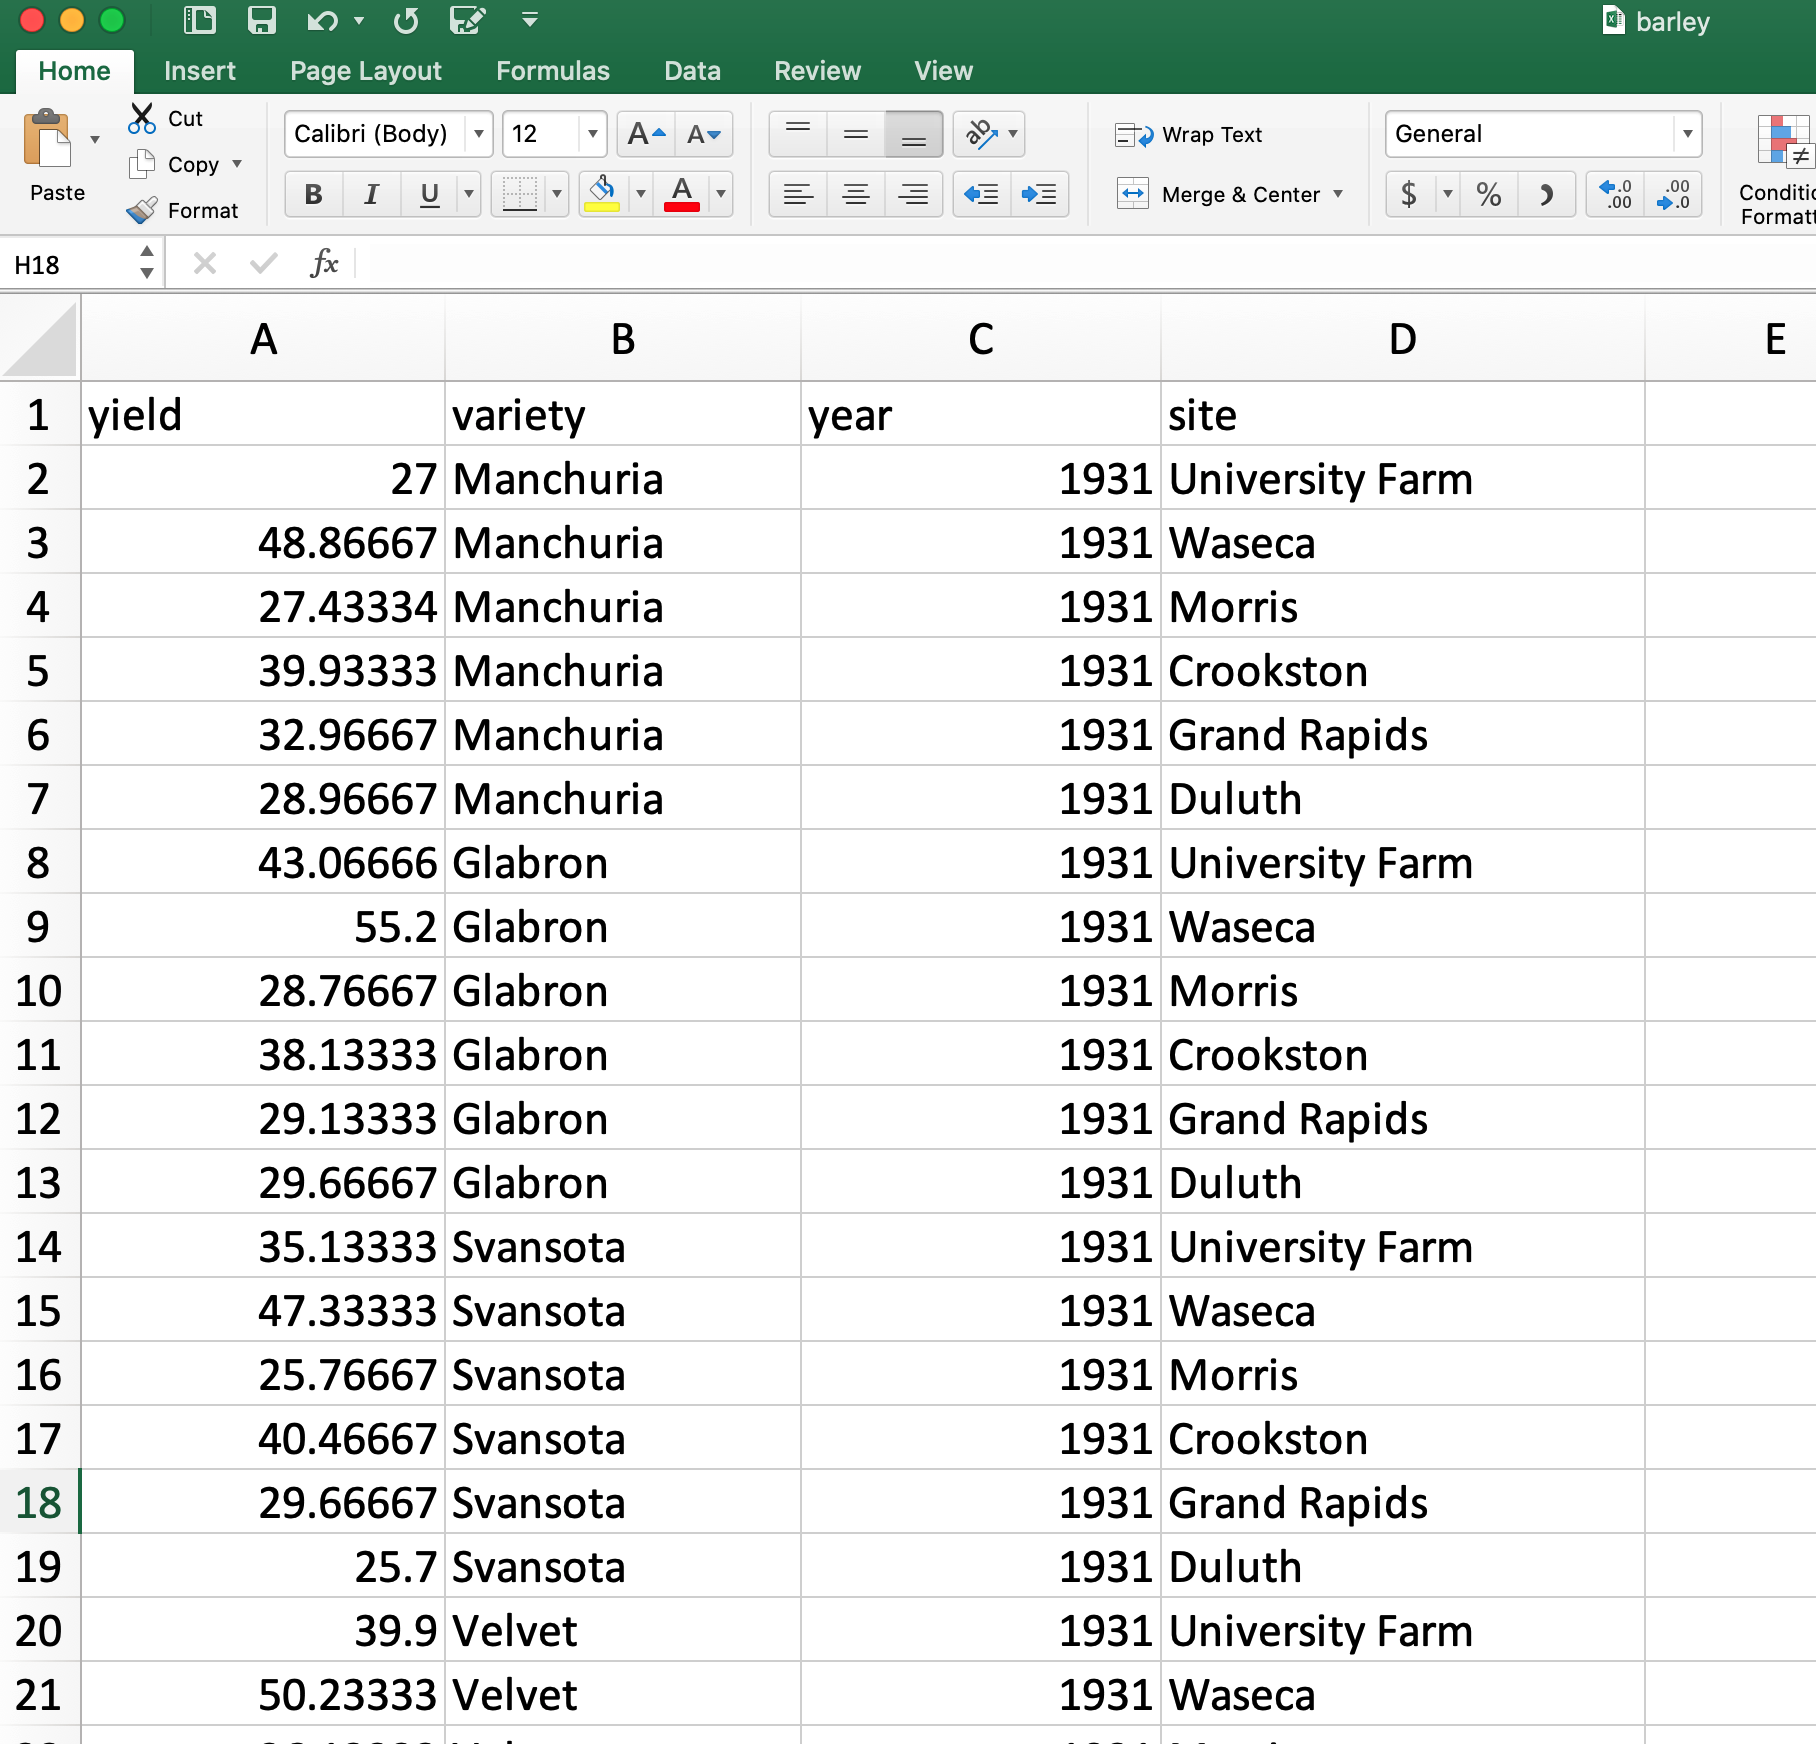 barley
Home Insert Page Layout Formulas Data Review View
Cut
Calibri (Body) 12 A A ab Wrap Text General
Copy
Paste B I U A Merge & Center $ % .0 .00 .00 .0
Format
H18 fx
A B C D E
1 yield variety year site
2 27 Manchuria 1931 University Farm
3 48.86667 Manchuria 1931 Waseca
4 27.43334 Manchuria 1931 Morris
5 39.93333 Manchuria 1931 Crookston
6 32.96667 Manchuria 1931 Grand Rapids
7 28.96667 Manchuria 1931 Duluth
8 43.06666 Glabron 1931 University Farm
9 55.2 Glabron 1931 Waseca
10 28.76667 Glabron 1931 Morris
11 38.13333 Glabron 1931 Crookston
12 29.13333 Glabron 1931 Grand Rapids
13 29.66667 Glabron 1931 Duluth
14 35.13333 Svansota 1931 University Farm
15 47.33333 Svansota 1931 Waseca
16 25.76667 Svansota 1931 Morris
17 40.46667 Svansota 1931 Crookston
18 29.66667 Svansota 1931 Grand Rapids
19 25.7 Svansota 1931 Duluth
20 39.9 Velvet 1931 University Farm
21 50.23333 Velvet 1931 Waseca